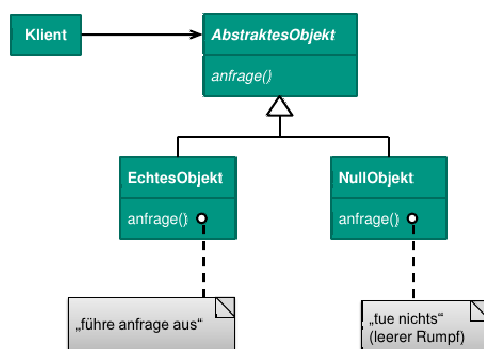 Klient
AbstraktesObjekt
anfrage()
EchtesObjekt
anfrage()
NullObjekt
anfrage()
„führe anfrage aus“
„tue nichts“
(leerer Rumpf)